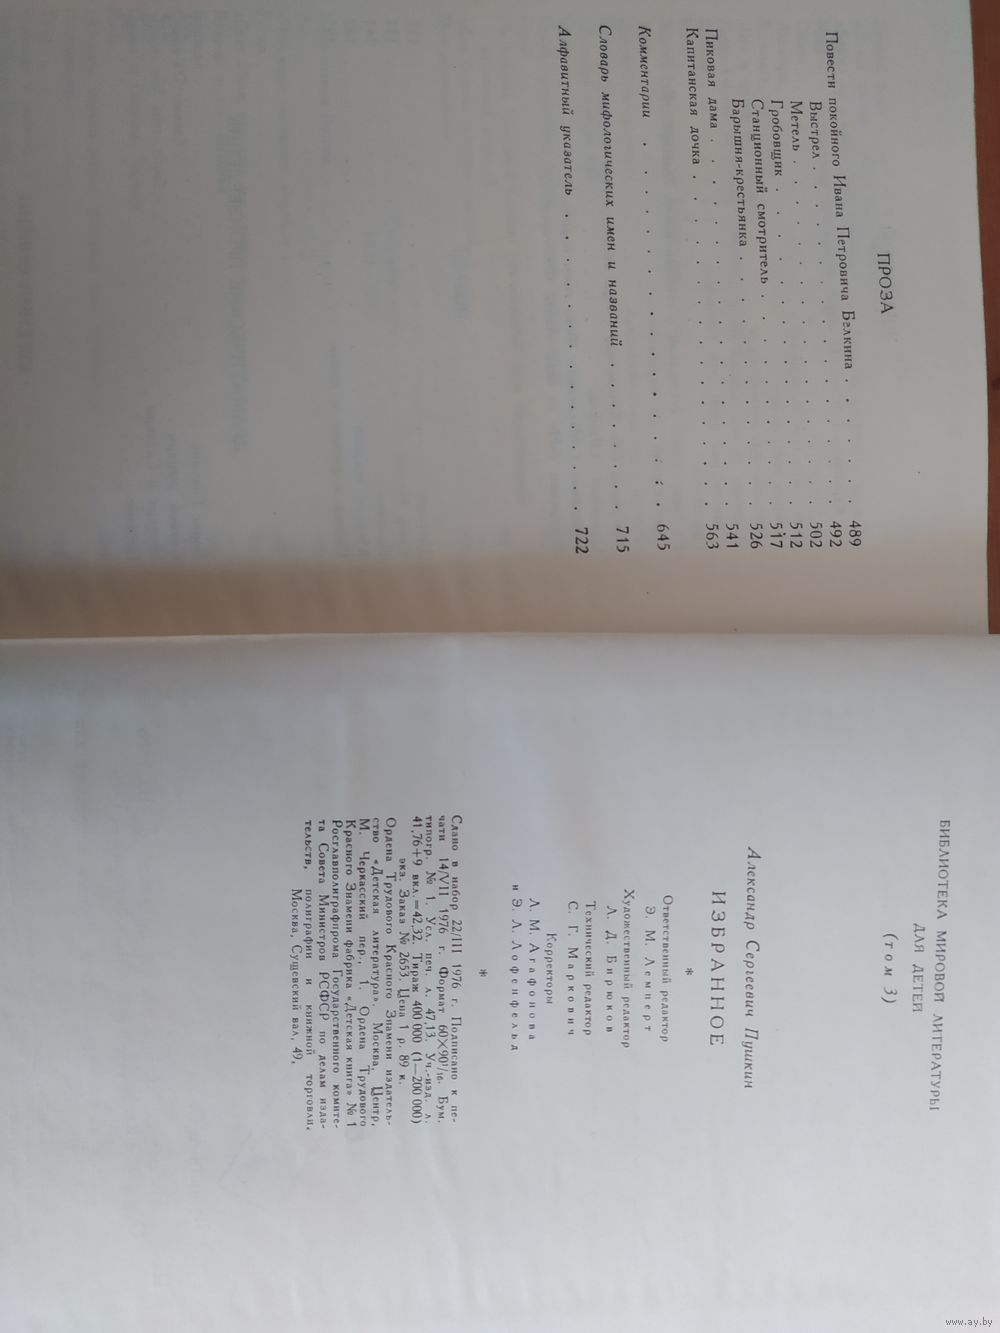 ПРОЗА
Повести покойного Ивана Петровича Белкина . . . . . . 489
Выстрел . . . . . . . . . . . . . . . . 492
Метель . . . . . . . . . . . . . . . . 502
Гробовщик . . . . . . . . . . . . . . . 512
Станционный смотритель . . . . . . . . . . 517
Барышня-крестьянка . . . . . . . . . . . . 526
Пиковая дама . . . . . . . . . . . . . . . . 541
Капитанская дочка . . . . . . . . . . . . . . . 563
Комментарии . . . . . . . . . . . . . . . . 645
Словарь мифологических имен и названий . . . . . . . 715
Алфавитный указатель . . . . . . . . . . . . . . 722
БИБЛИОТЕКА МИРОВОЙ ЛИТЕРАТУРЫ
ДЛЯ ДЕТЕЙ
(том 3)
Александр Сергеевич Пушкин
ИЗБРАННОЕ
*
Ответственный редактор
Э. М. Лемперт
Художественный редактор
Л. Д. Бирюков
Технический редактор
С. Г. Маркович
Корректоры
Л. М. Агафонова
и Э. Л. Лофенфельд
*
Сдано в набор 22/III 1976 г. Подписано к пе-
чати 14/VII 1976 г. Формат 60×90¹/₁₆. Бум.
типогр. № 1. Усл. печ. л. 47,13. Уч.-изд. л.
41,76+9 вкл.=42,32. Тираж 400 000 (1—200 000)
экз. Заказ № 2653. Цена 1 р. 89 к.
Ордена Трудового Красного Знамени издатель-
ство «Детская литература». Москва, Центр,
М. Черкасский пер., 1. Ордена Трудового
Красного Знамени фабрика «Детская книга» № 1
Росглавполиграфпрома Государственного комите-
та Совета Министров РСФСР по делам изда-
тельств, полиграфии и книжной торговли.
Москва, Сущевский вал, 49.
www.ay.by